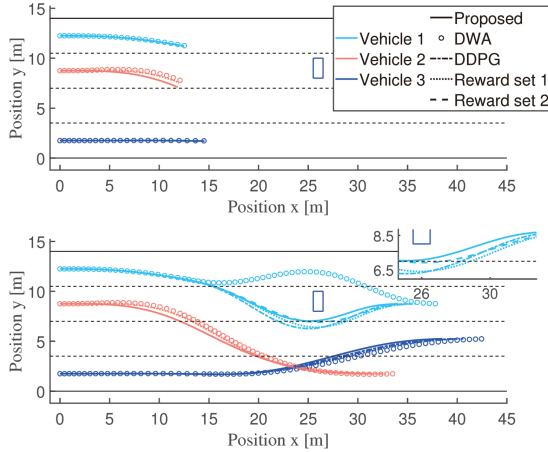 15
10
5
0
Position y [m]
Vehicle 1
Vehicle 2
Vehicle 3
Proposed
DWA
DDPG
Reward set 1
Reward set 2
0 5 10 15 20 25 30 35 40 45
Position x [m]
15
10
5
0
Position y [m]
8.5
6.5
26 30
0 5 10 15 20 25 30 35 40 45
Position x [m]